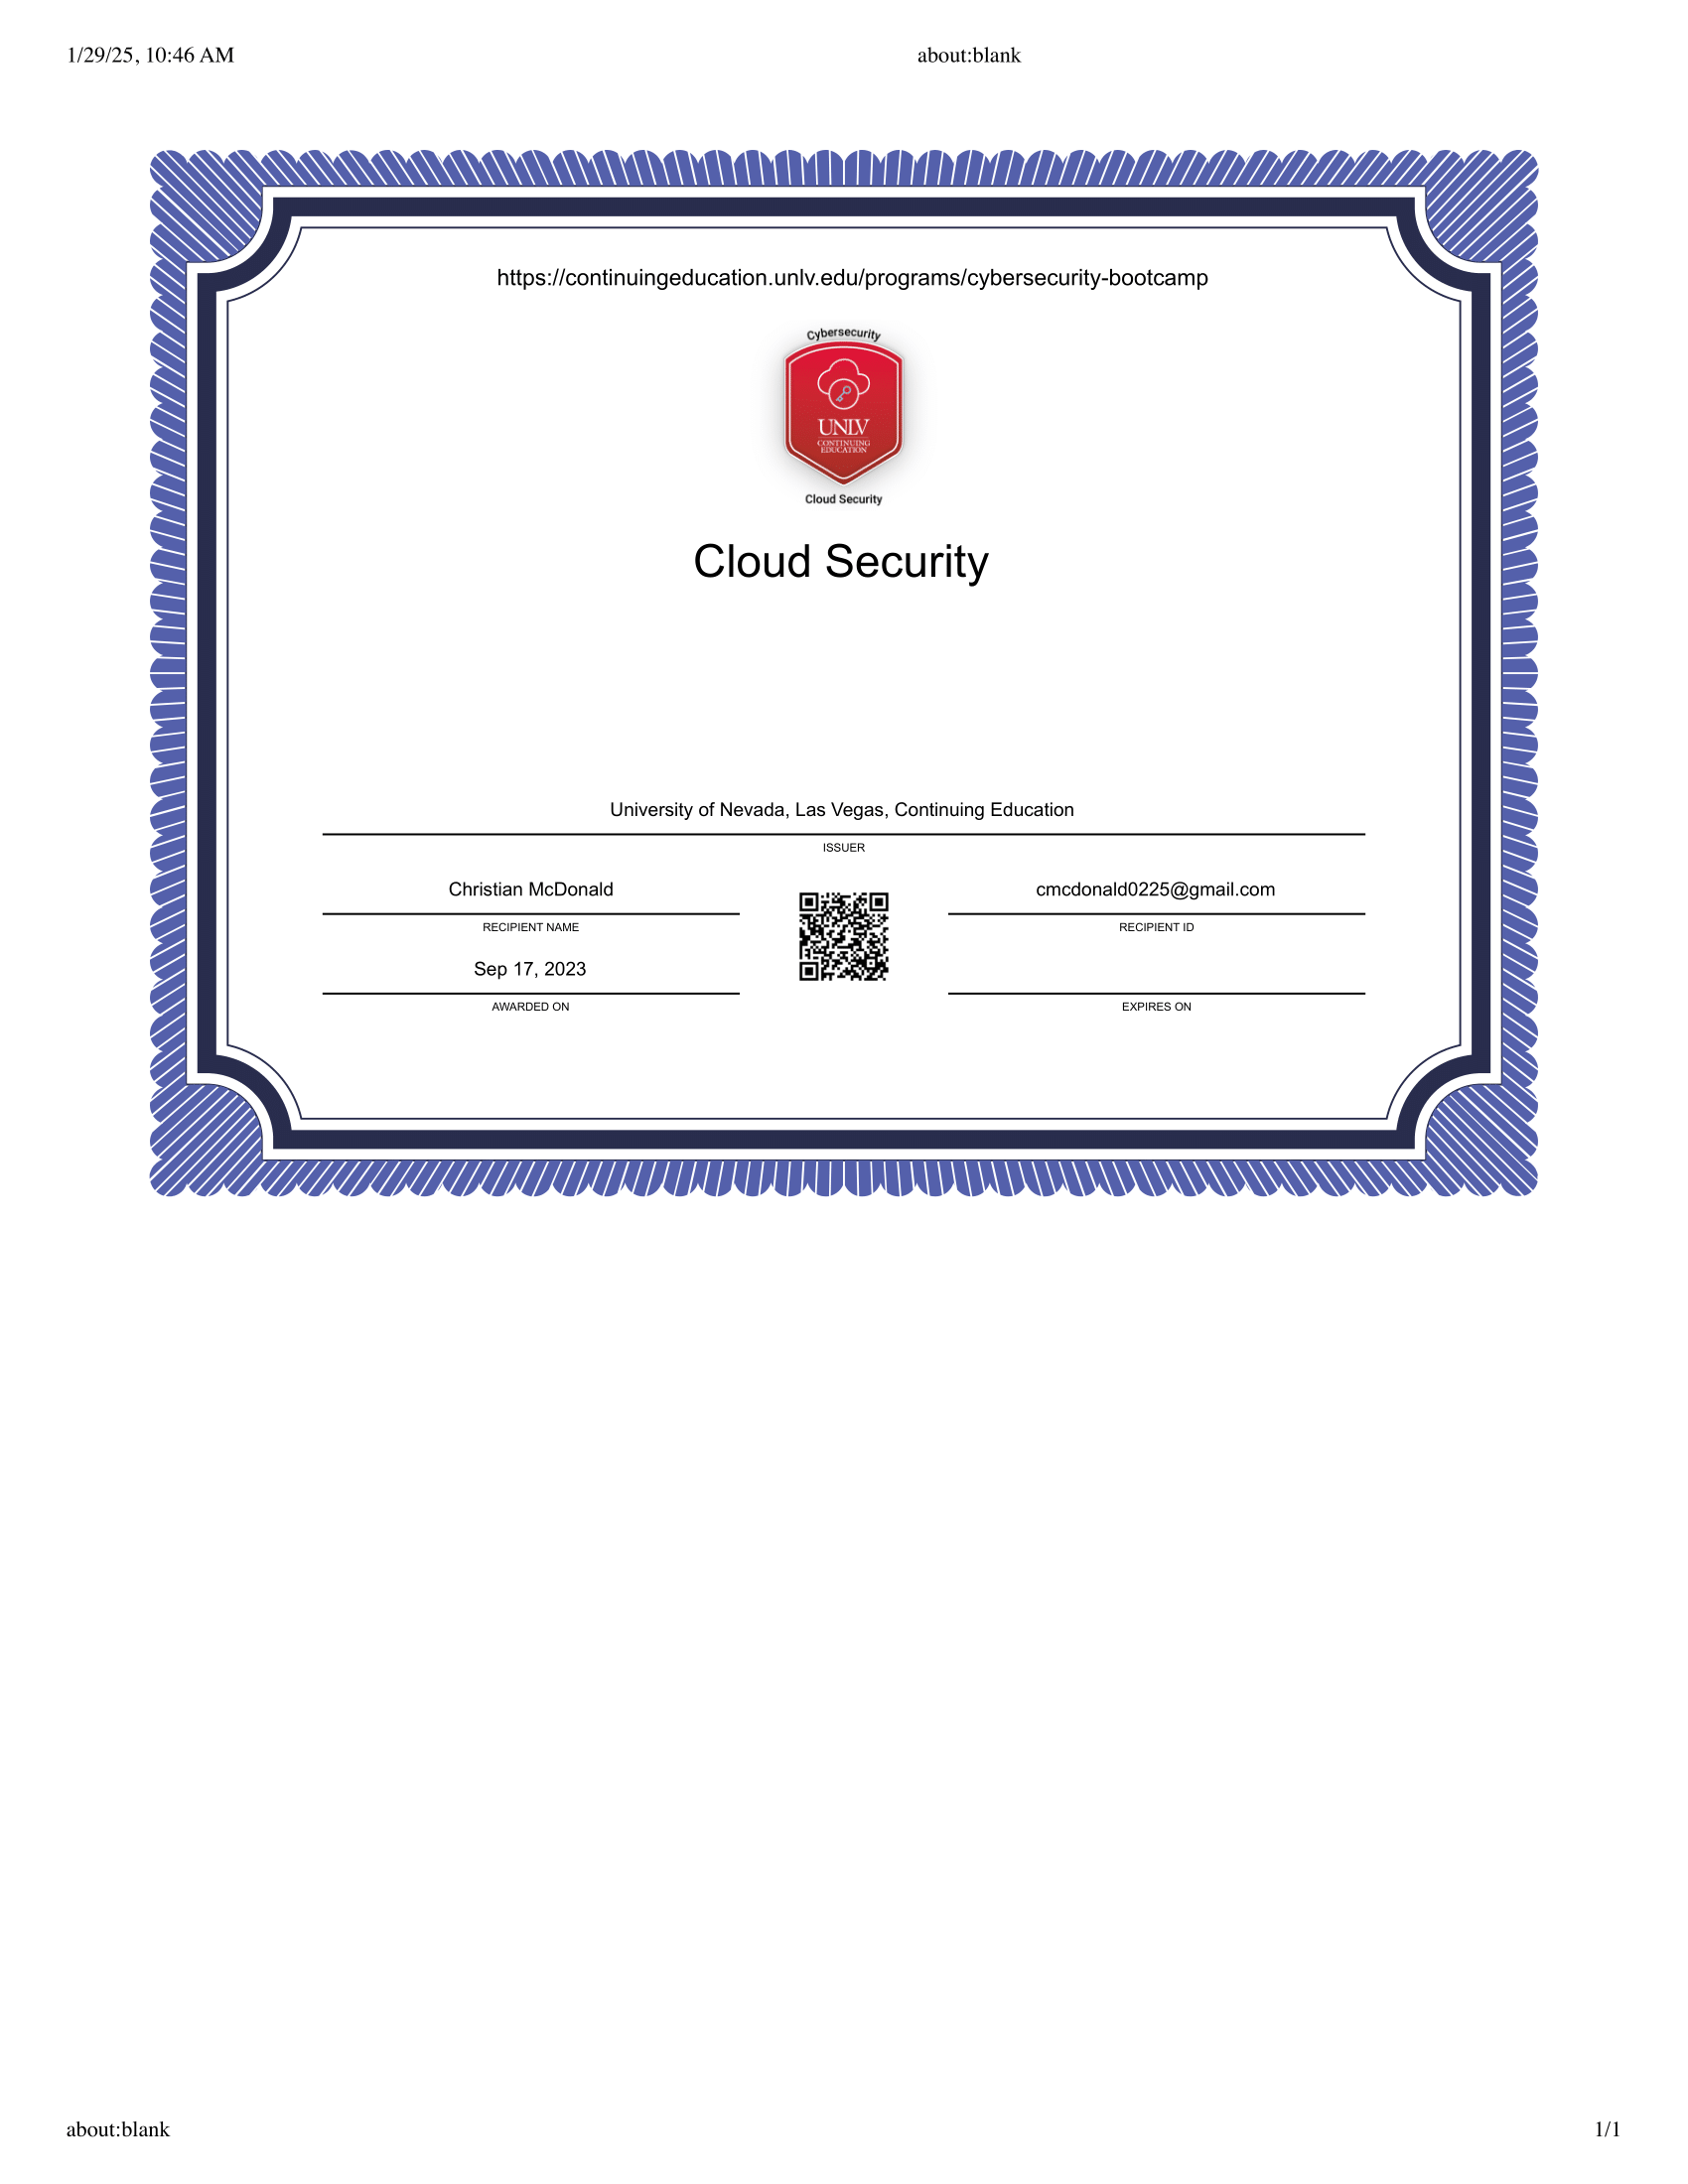 1/29/25, 10:46 AM
about:blank
https://continuingeducation.unlv.edu/programs/cybersecurity-bootcamp
Cybersecurity
UNLV
CONTINUING
EDUCATION
Cloud Security
Cloud Security
University of Nevada, Las Vegas, Continuing Education
ISSUER
Christian McDonald
cmcdonald0225@gmail.com
RECIPIENT NAME
RECIPIENT ID
Sep 17, 2023
AWARDED ON
EXPIRES ON
about:blank
1/1